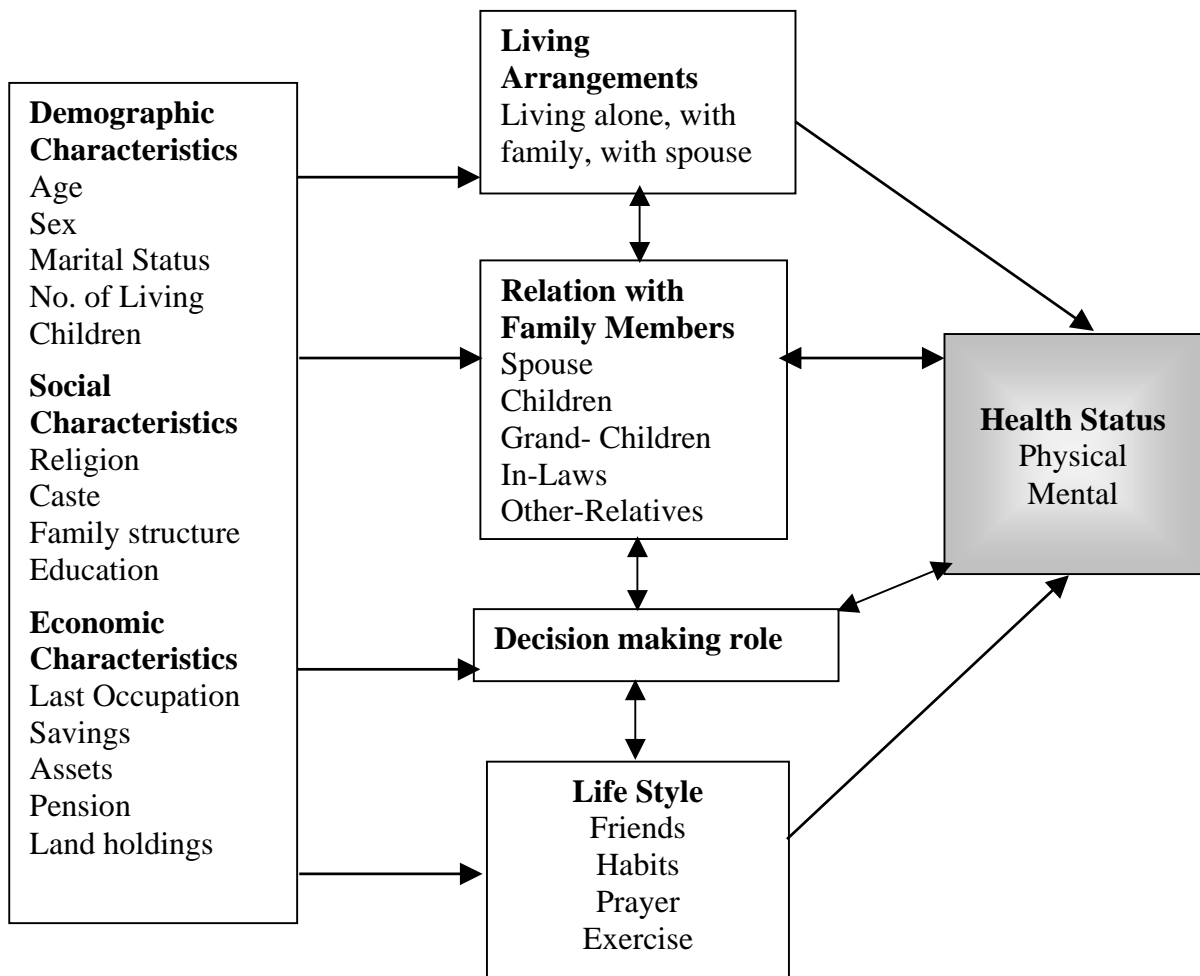 Demographic
Characteristics
Age
Sex
Marital Status
No. of Living
Children
Social
Characteristics
Religion
Caste
Family structure
Education
Economic
Characteristics
Last Occupation
Savings
Assets
Pension
Land holdings
Living
Arrangements
Living alone, with
family, with spouse
Relation with
Family Members
Spouse
Children
Grand- Children
In-Laws
Other-Relatives
Decision making role
Life Style
Friends
Habits
Prayer
Exercise
Health Status
Physical
Mental